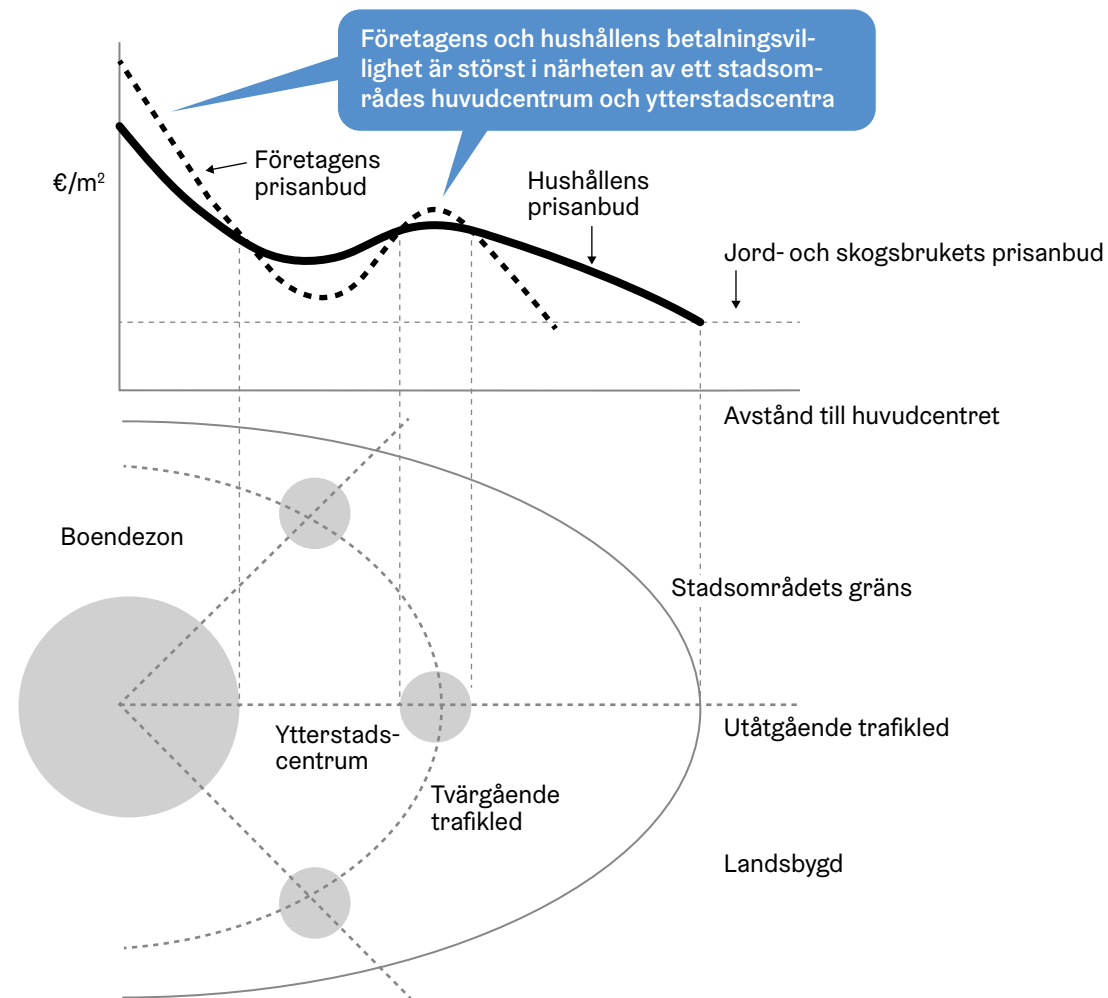 Företagens och hushållens betalningsvil-
lighet är störst i närheten av ett stadsom-
rådes huvudcentrum och ytterstadscentra
€/m²
Företagens
prisanbud
Hushållens
prisanbud
Jord- och skogsbrukets prisanbud
Avstånd till huvudcentret
Boendezon
Stadsområdets gräns
Ytterstads-
centrum
Utåtgående trafikled
Tvärgående
trafikled
Landsbygd